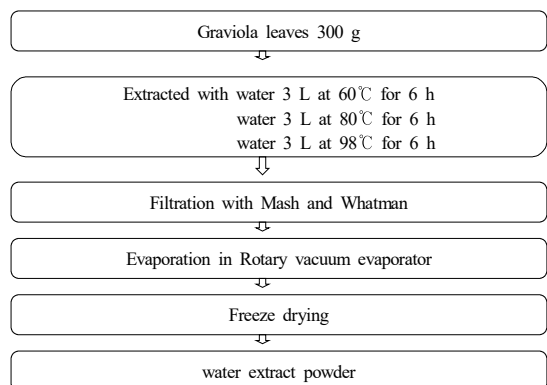 Graviola leaves 300 g
Extracted with water 3 L at 60℃ for 6 h
water 3 L at 80℃ for 6 h
water 3 L at 98℃ for 6 h
Filtration with Mash and Whatman
Evaporation in Rotary vacuum evaporator
Freeze drying
water extract powder